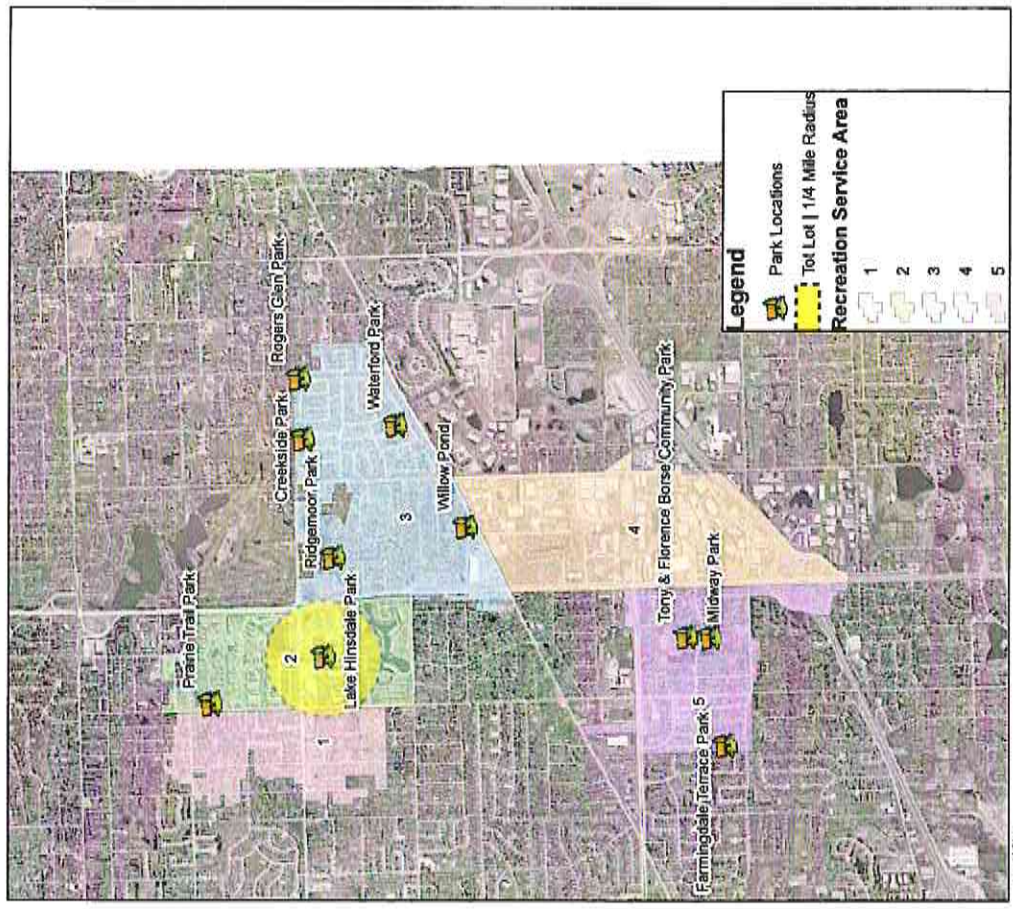 Prairie Trail Park
2
Lake Hinsdale Park
1
Creekside Park
Rogers Glen Park
Ridgemoor Park
Waterford Park
3
Willow Pond
4
Tony & Florence Borse Community Park
Midway Park
Farmingdale Terrace Park
5
Legend
Park Locations
Tot Lot | 1/4 Mile Radius
Recreation Service Area
1
2
3
4
5